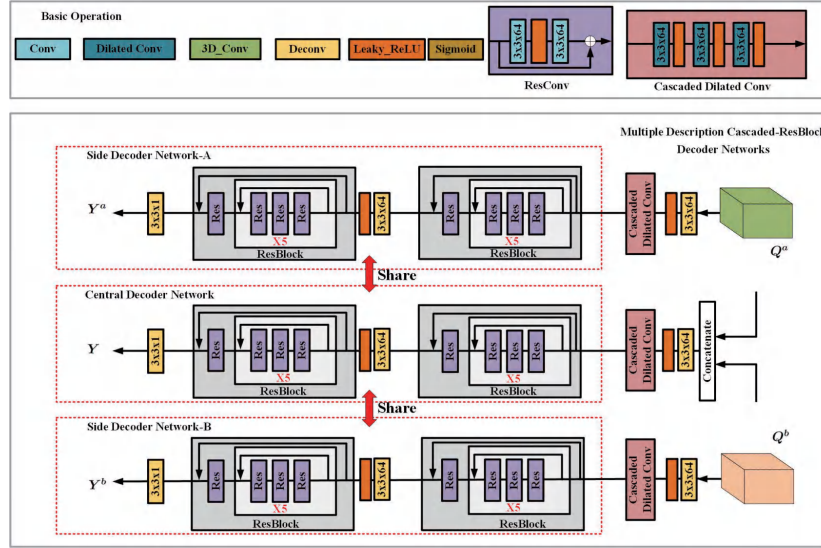 Basic Operation
Conv
Dilated Conv
3D_Conv
Deconv
Leaky_ReLU
Sigmoid
3x3x64
3x3x64
ResConv
3x3x64
3x3x64
3x3x64
Cascaded Dilated Conv
Multiple Description Cascaded-ResBlock
Decoder Networks
Side Decoder Network-A
Y^a
3x3x1
Res
Res
Res
Res
X5
ResBlock
3x3x64
Res
Res
Res
Res
X5
ResBlock
Cascaded
Dilated Conv
3x3x64
Q^a
Share
Central Decoder Network
Y
3x3x1
Res
Res
Res
Res
X5
ResBlock
3x3x64
Res
Res
Res
Res
X5
ResBlock
Cascaded
Dilated Conv
3x3x64
Concatenate
Share
Side Decoder Network-B
Y^b
3x3x1
Res
Res
Res
Res
X5
ResBlock
3x3x64
Res
Res
Res
Res
X5
ResBlock
Cascaded
Dilated Conv
3x3x64
Q^b